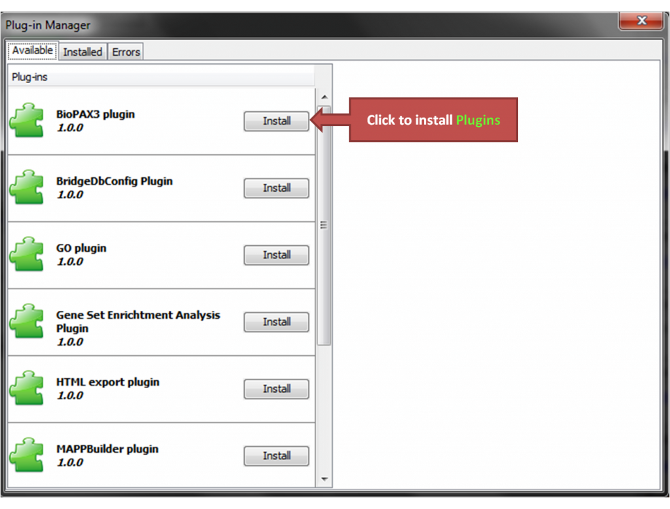 Plug-in Manager
Available Installed Errors
Plug-ins
BioPAX3 plugin
1.0.0
Install
Click to install Plugins
BridgeDbConfig Plugin
1.0.0
Install
GO plugin
1.0.0
Install
Gene Set Enrichtment Analysis
Plugin
1.0.0
Install
HTML export plugin
1.0.0
Install
MAPPBuilder plugin
1.0.0
Install